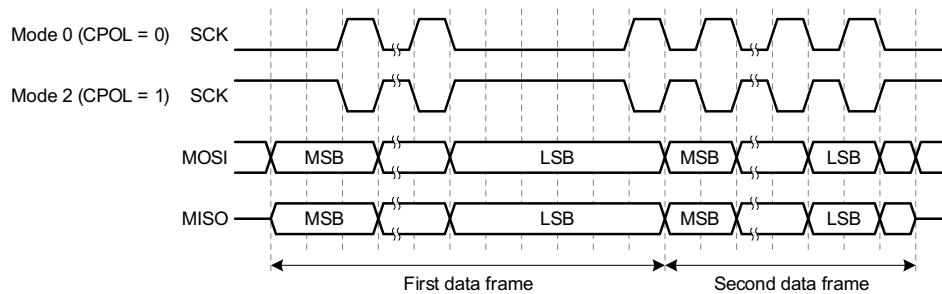 Mode 0 (CPOL = 0) SCK
Mode 2 (CPOL = 1) SCK
MOSI MSB LSB MSB LSB
MISO MSB LSB MSB LSB
First data frame Second data frame